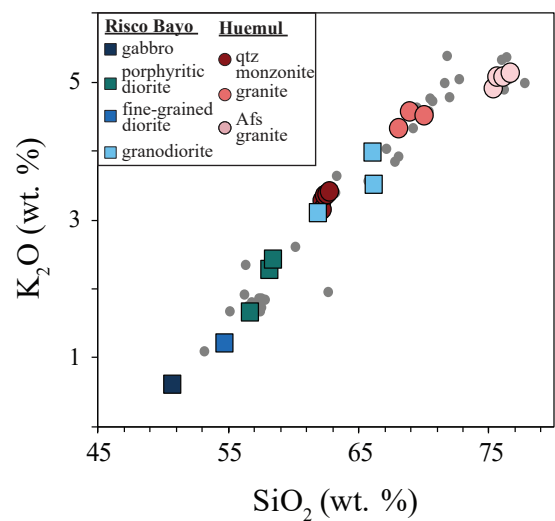 Risco Bayo
gabbro
porphyritic
diorite
fine-grained
diorite
granodiorite
Huemul
qtz
monzonite
granite
Afs
granite
K2O (wt. %)
5
3
1
45
55
65
75
SiO2 (wt. %)